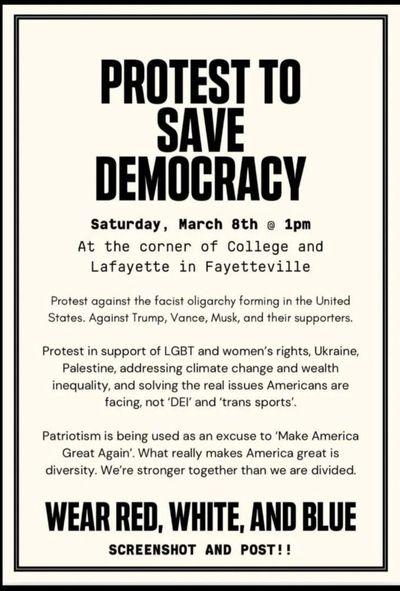 PROTEST TO
SAVE
DEMOCRACY
Saturday, March 8th @ 1pm
At the corner of College and
Lafayette in Fayetteville
Protest against the facist oligarchy forming in the United
States. Against Trump, Vance, Musk, and their supporters.
Protest in support of LGBT and women's rights, Ukraine,
Palestine, addressing climate change and wealth
inequality, and solving the real issues Americans are
facing, not 'DEI' and 'trans sports'.
Patriotism is being used as an excuse to 'Make America
Great Again'. What really makes America great is
diversity. We're stronger together than we are divided.
WEAR RED, WHITE, AND BLUE
SCREENSHOT AND POST!!